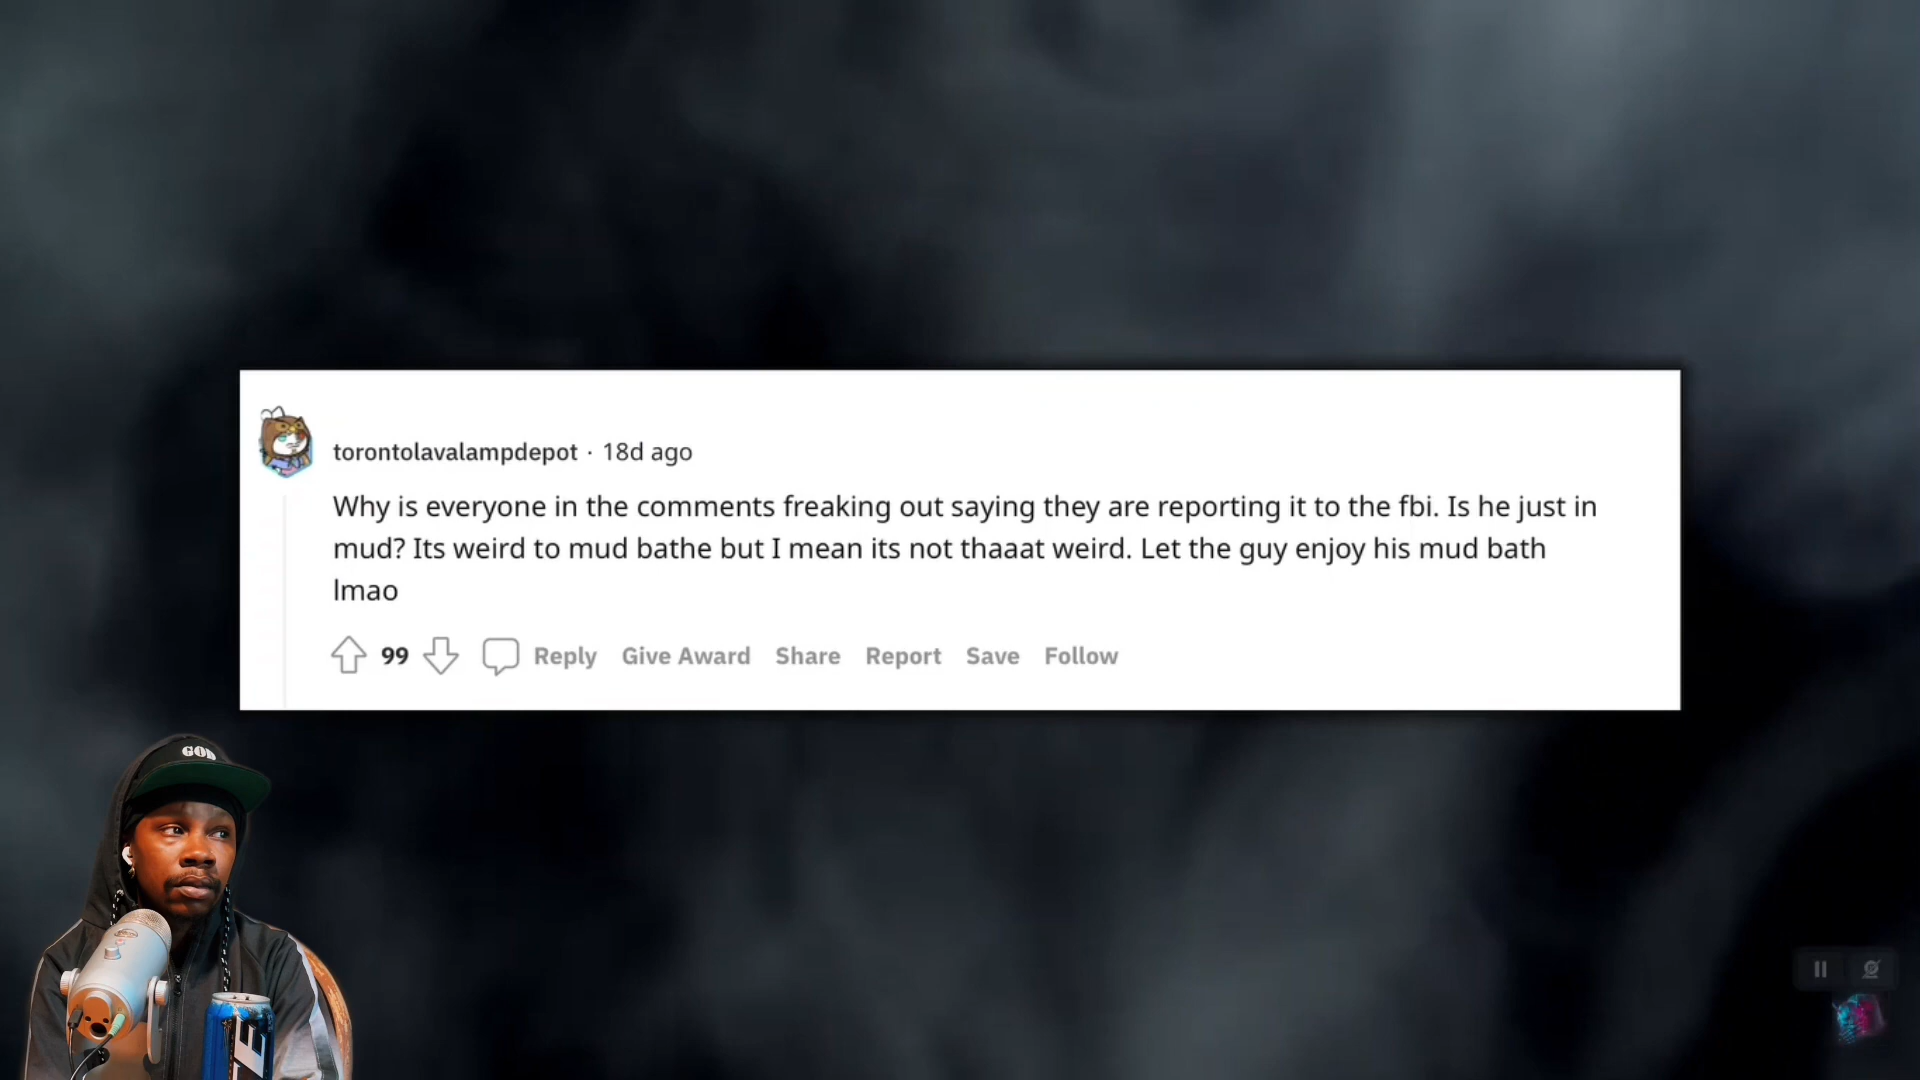 torontolavalampdepot · 18d ago
Why is everyone in the comments freaking out saying they are reporting it to the fbi. Is he just in
mud? Its weird to mud bathe but I mean its not thaaat weird. Let the guy enjoy his mud bath
lmao
99 Reply Give Award Share Report Save Follow
GOD